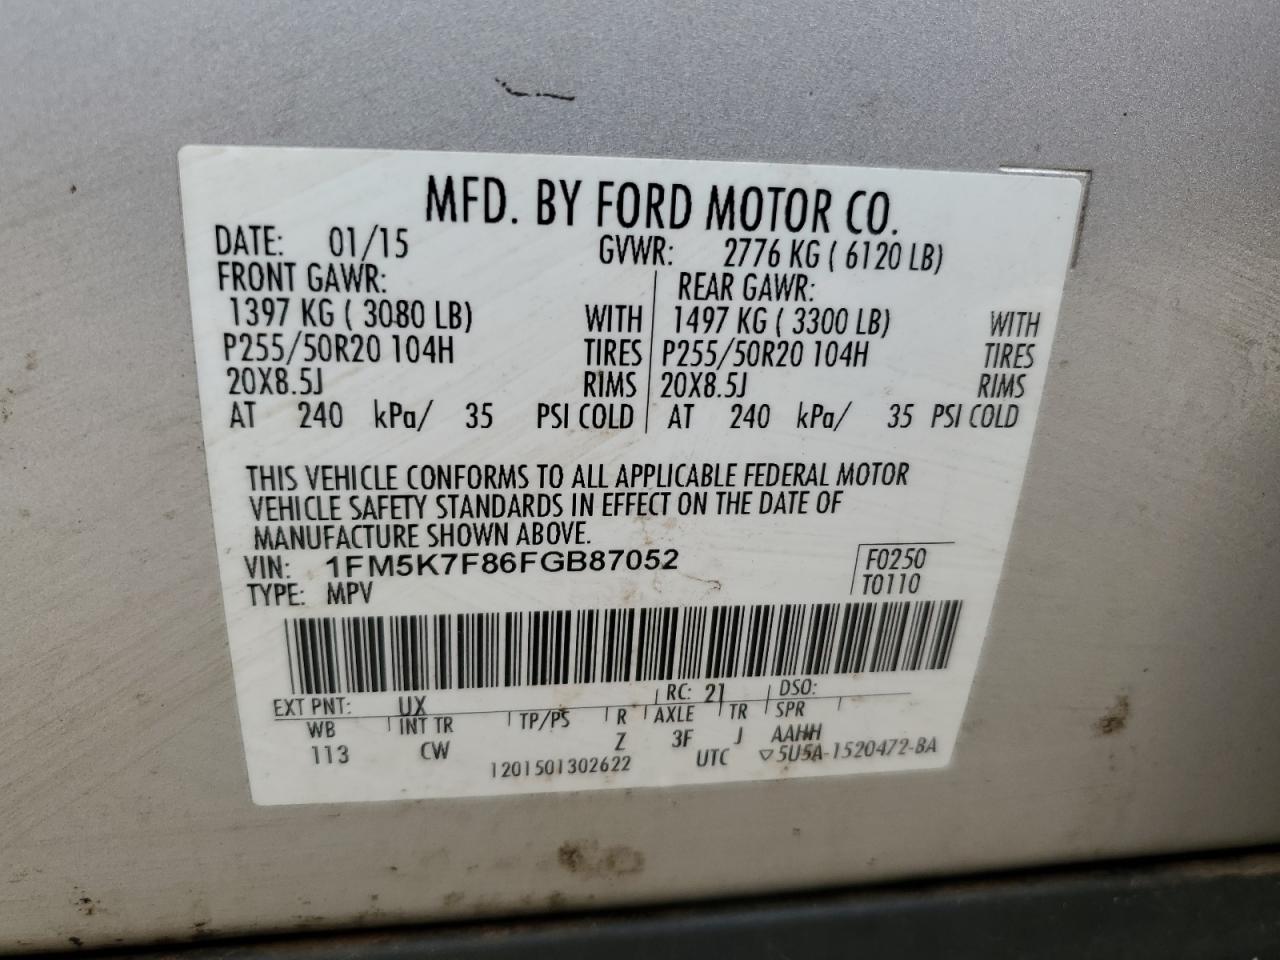 MFD. BY FORD MOTOR CO.
DATE: 01/15 GVWR: 2776 KG ( 6120 LB)
FRONT GAWR: REAR GAWR:
1397 KG ( 3080 LB) WITH 1497 KG ( 3300 LB) WITH
P255/50R20 104H TIRES P255/50R20 104H TIRES
20X8.5J RIMS 20X8.5J RIMS
AT 240 kPa/ 35 PSI COLD AT 240 kPa/ 35 PSI COLD
THIS VEHICLE CONFORMS TO ALL APPLICABLE FEDERAL MOTOR
VEHICLE SAFETY STANDARDS IN EFFECT ON THE DATE OF
MANUFACTURE SHOWN ABOVE.
VIN: 1FM5K7F86FGB87052 F0250
TYPE: MPV T0110
EXT PNT: UX RC: 21 DSO:
WB INT TR TP/PS R AXLE TR SPR
113 CW Z 3F J AAHH
1201501302622 UTC ▽5U5A-1520472-BA